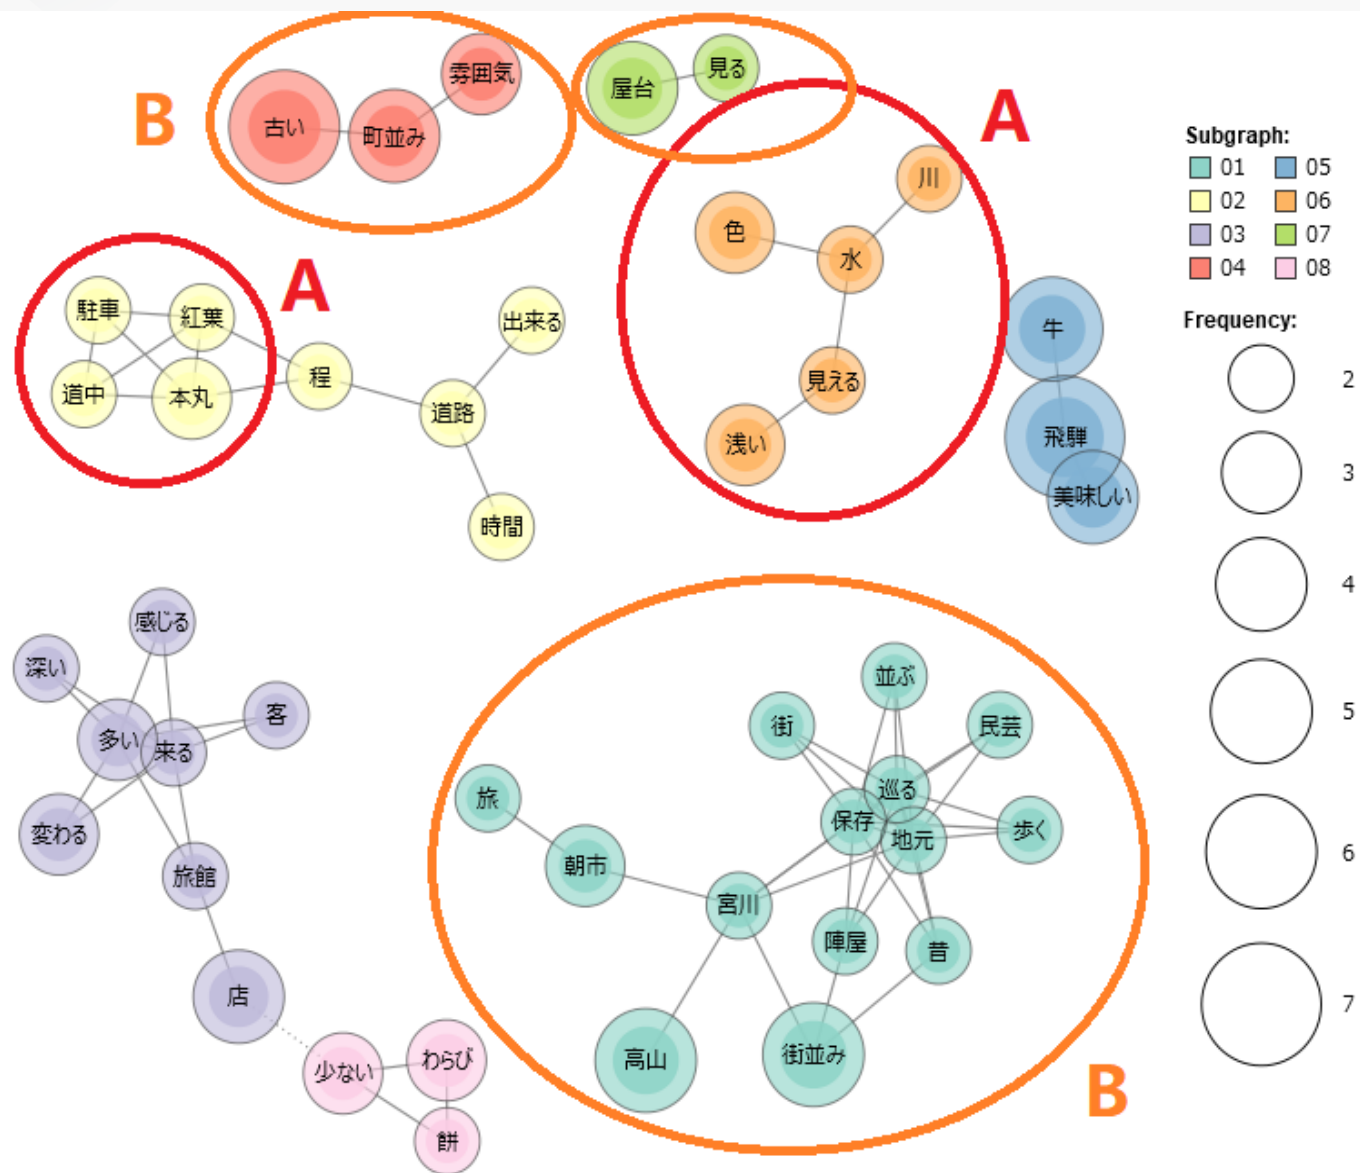 雰囲気
見る
屋台
B
古い
町並み
A
川
色
水
見える
浅い
A
駐車
紅葉
道中
本丸
程
出来る
道路
時間
牛
飛騨
美味しい
Subgraph:
01 05
02 06
03 07
04 08
Frequency:
2
3
4
5
6
7
感じる
深い
客
多い
来る
変わる
旅館
店
少ない
わらび
餅
並ぶ
街
民芸
巡る
旅
保存
地元
歩く
朝市
宮川
陣屋
昔
高山
街並み
B